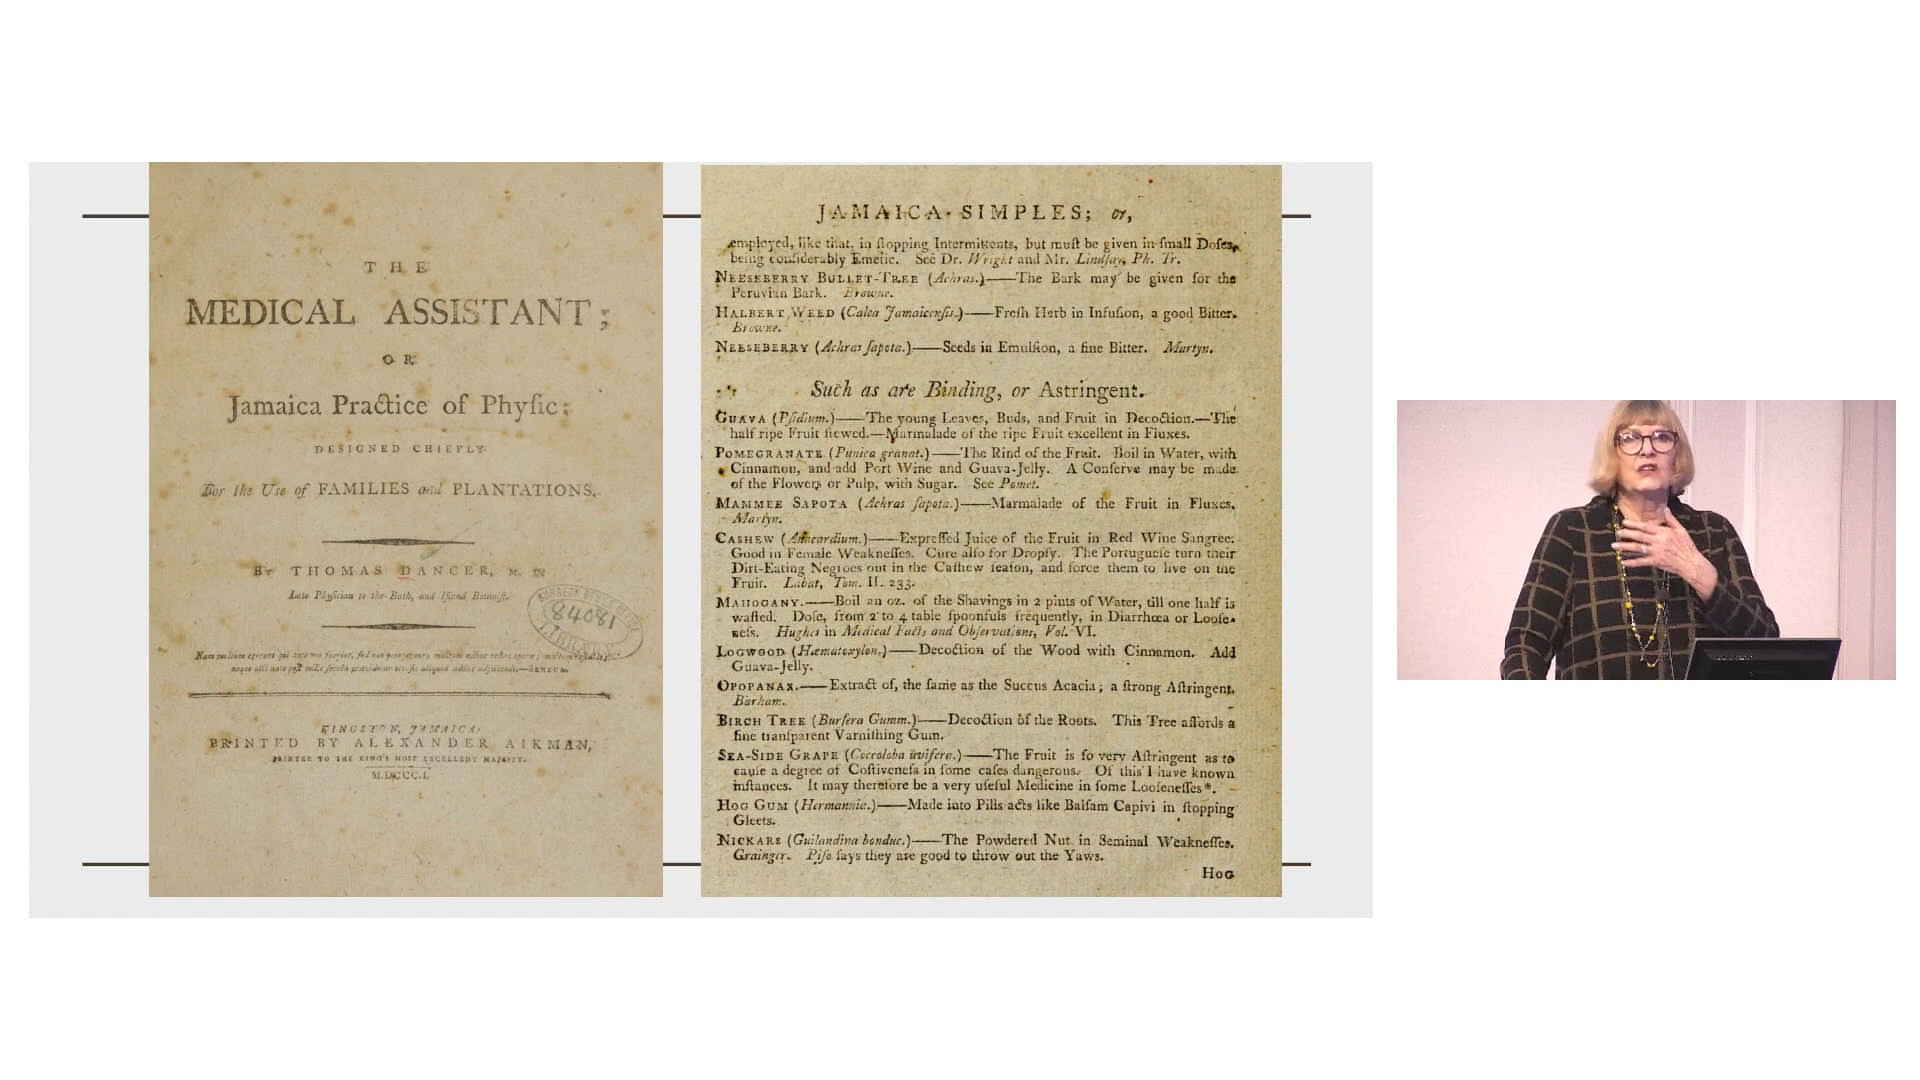 THE
MEDICAL ASSISTANT;
OR
Jamaica Practice of Phyſic:
DESIGNED CHIEFLY
For the Use of FAMILIES and PLANTATIONS.
BY THOMAS DANCER, M. D.
Late Phyſician to the Bath, and Iſland Botaniſt.
SURGEON GENL'S OFFICE
84081
LIBRARY
KINGSTON, JAMAICA:
PRINTED BY ALEXANDER AIKMAN,
PRINTER TO THE KING'S MOST EXCELLENT MAJESTY.
M.DCCC.I.
JAMAICA SIMPLES; or,
employed, like that, in ſtopping Intermittents, but muſt be given in ſmall Doſes,
being conſiderably Emetic. See Dr. Wright and Mr. Lindſay, Ph. Tr.
NEESEBERRY BULLET-TREE (Achras.)——The Bark may be given for the
Peruvian Bark. Browne.
HALBERT WEED (Calea Jamaicenſis.)——Freſh Herb in Infuſion, a good Bitter.
Browne.
NEESEBERRY (Achras ſapota.)——Seeds in Emulſion, a fine Bitter. Martyn.
Such as are Binding, or Astringent.
GUAVA (Pſidium.)——The young Leaves, Buds, and Fruit in Decoction.—The
half ripe Fruit ſtewed.—Marmalade of the ripe Fruit excellent in Fluxes.
POMEGRANATE (Punica granat.)——The Rind of the Fruit. Boil in Water, with
Cinnamon, and add Port Wine and Guava-Jelly. A Conſerve may be made
of the Flowers or Pulp, with Sugar. See Pomet.
MAMMEE SAPOTA (Achras ſapota.)——Marmalade of the Fruit in Fluxes.
Martyn.
CASHEW (Anacardium.)——Expreſſed Juice of the Fruit in Red Wine Sangree.
Good in Female Weakneſſes. Cure alſo for Dropſy. The Portugueſe turn their
Dirt-Eating Negroes out in the Caſhew ſeaſon, and force them to live on the
Fruit. Labat, Tom. II. 233.
MAHOGANY.——Boil an oz. of the Shavings in 2 pints of Water, till one half is
waſted. Doſe, from 2 to 4 table ſpoonfuls frequently, in Diarrhœa or Looſe-
neſs. Hughes in Medical Facts and Obſervations, Vol. VI.
LOGWOOD (Hæmatoxylon.)——Decoction of the Wood with Cinnamon. Add
Guava-Jelly.
OPOPANAX.——Extract of, the ſame as the Succus Acacia; a ſtrong Aſtringent.
Barham.
BIRCH TREE (Burſera Gumm.)——Decoction of the Roots. This Tree affords a
fine tranſparent Varniſhing Gum.
SEA-SIDE GRAPE (Coccoloba uvifera.)——The Fruit is ſo very Aſtringent as to
cauſe a degree of Coſtiveneſs in ſome caſes dangerous. Of this I have known
inſtances. It may therefore be a very uſeful Medicine in ſome Looſeneſſes*.
HOG GUM (Hermannia.)——Made into Pills acts like Balſam Capivi in ſtopping
Gleets.
NICKARS (Guilandina bonduc.)——The Powdered Nut in Seminal Weakneſſes.
Grainger. Piſo ſays they are good to throw out the Yaws.
HOG